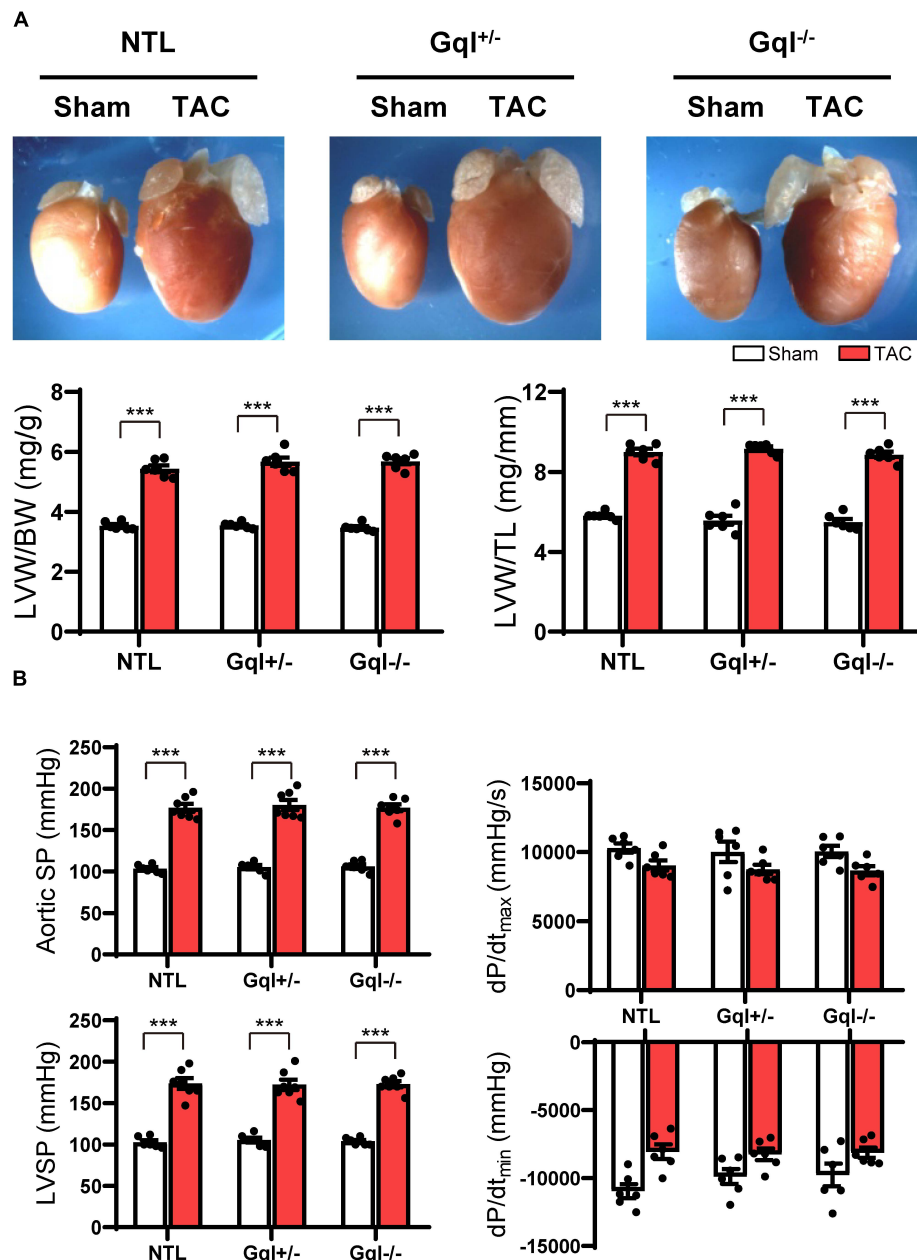 A
NTL Gql+/- Gql-/-
Sham TAC Sham TAC Sham TAC
Sham TAC
LVW/BW (mg/g)
8
6
4
2
0
*** *** ***
NTL Gql+/- Gql-/-
LVW/TL (mg/mm)
12
8
4
0
*** *** ***
NTL Gql+/- Gql-/-
B
Aortic SP (mmHg)
250
200
150
100
50
0
*** *** ***
NTL Gql+/- Gql-/-
dP/dtmax (mmHg/s)
15000
10000
5000
0
NTL Gql+/- Gql-/-
LVSP (mmHg)
250
200
150
100
50
0
*** *** ***
NTL Gql+/- Gql-/-
dP/dtmin (mmHg)
0
-5000
-10000
-15000